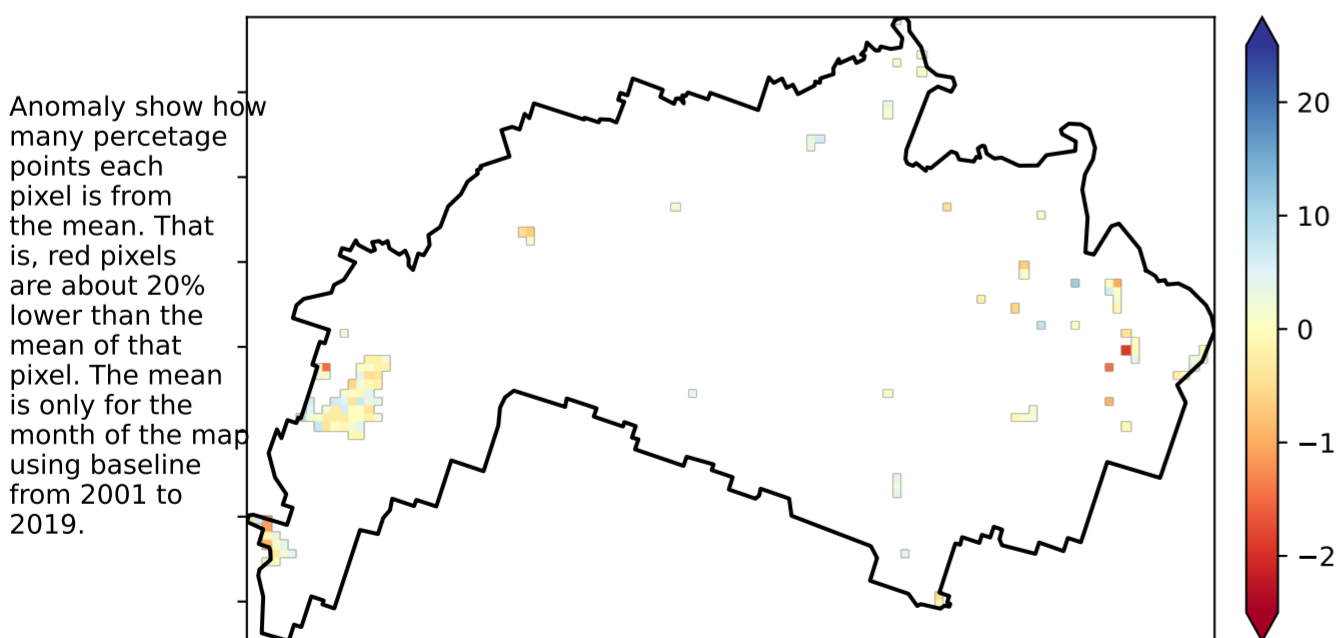 Anomaly show how
many percetage
points each
pixel is from
the mean. That
is, red pixels
are about 20%
lower than the
mean of that
pixel. The mean
is only for the
month of the map
using baseline
from 2001 to
2019.
20
10
0
−1
−2